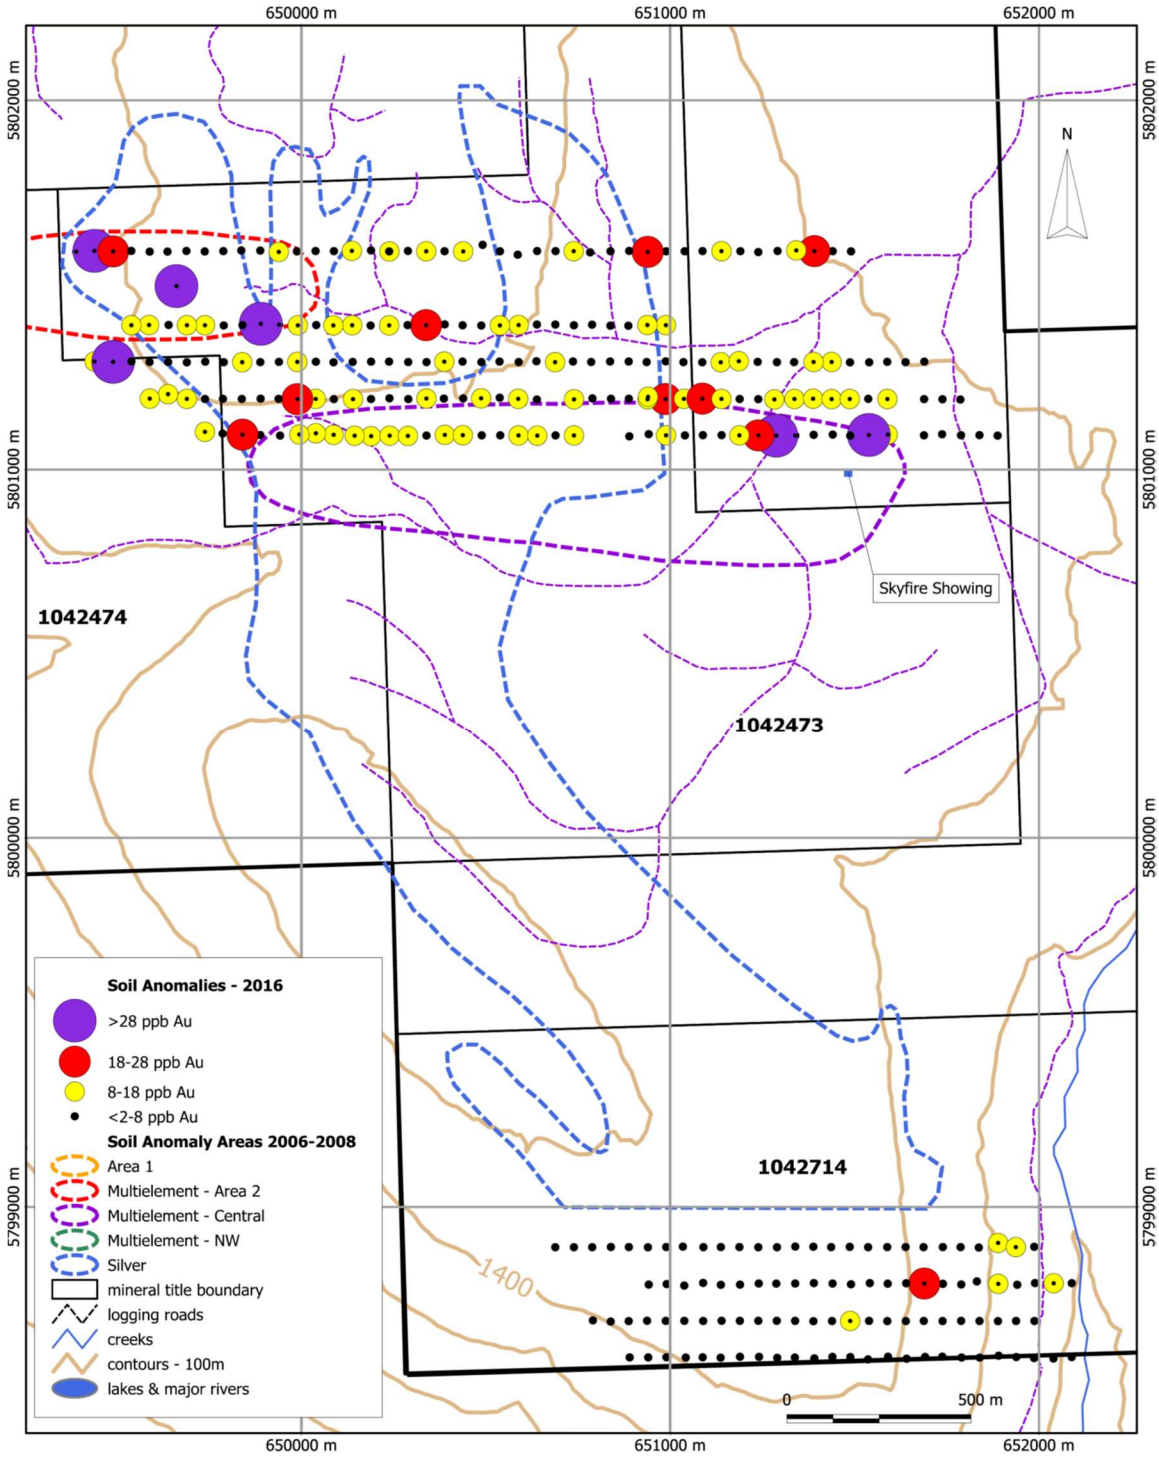 650000 m
651000 m
652000 m
5802000 m
5802000 m
N
5801000 m
5801000 m
Skyfire Showing
1042474
1042473
5800000 m
5800000 m
Soil Anomalies - 2016
>28 ppb Au
18-28 ppb Au
8-18 ppb Au
<2-8 ppb Au
Soil Anomaly Areas 2006-2008
Area 1
Multielement - Area 2
Multielement - Central
Multielement - NW
Silver
mineral title boundary
logging roads
creeks
contours - 100m
lakes & major rivers
1042714
5799000 m
5799000 m
1400
0
500 m
650000 m
651000 m
652000 m